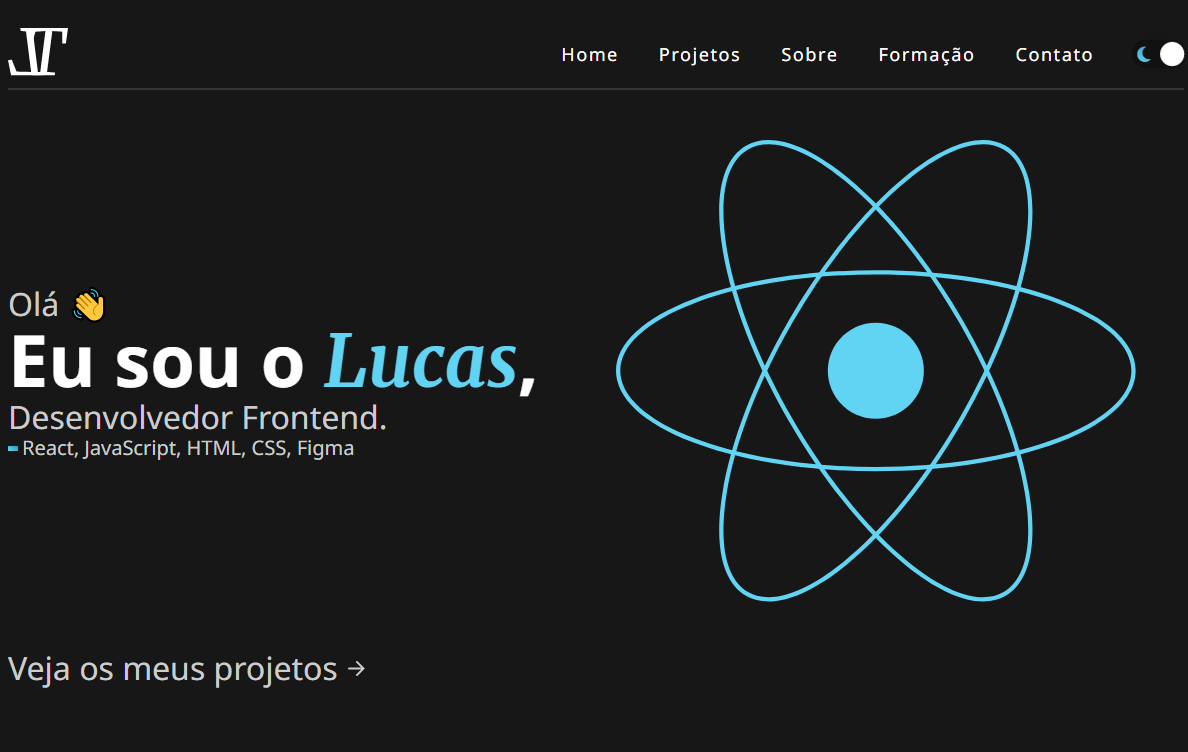 Home Projetos Sobre Formação Contato
Olá 👋
Eu sou o Lucas,
Desenvolvedor Frontend.
React, JavaScript, HTML, CSS, Figma
Veja os meus projetos →